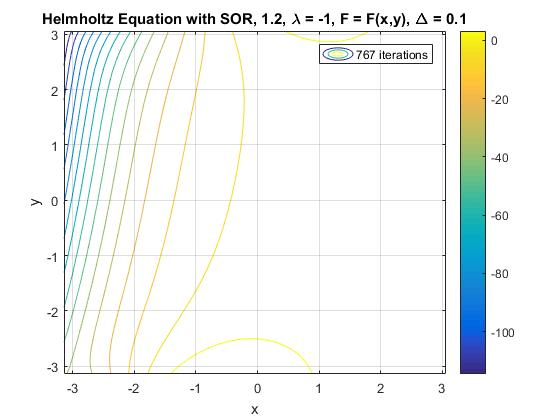 Helmholtz Equation with SOR, 1.2, λ = -1, F = F(x,y), Δ = 0.1
767 iterations
3
2
1
0
-1
-2
-3
y
-3 -2 -1 0 1 2 3
x
0
-20
-40
-60
-80
-100